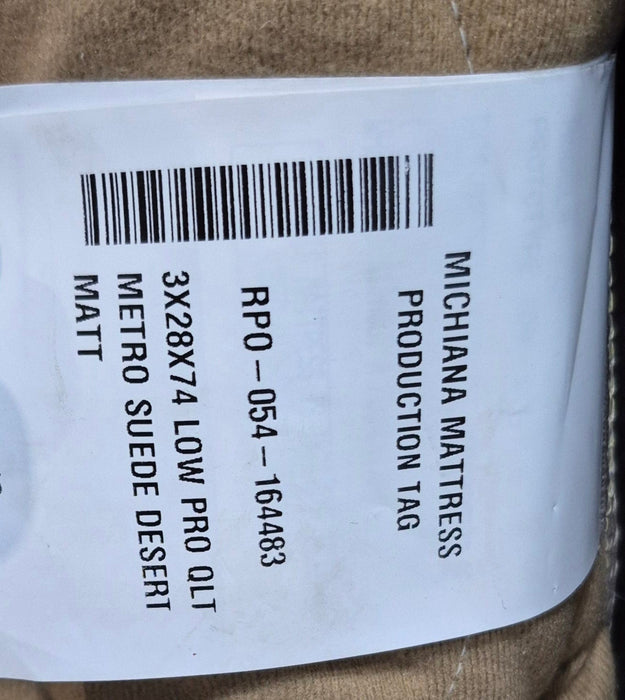 MICHIANA MATTRESS
PRODUCTION TAG
RPO-054-164483
3X28X74 LOW PRO QLT
METRO SUEDE DESERT
MATT